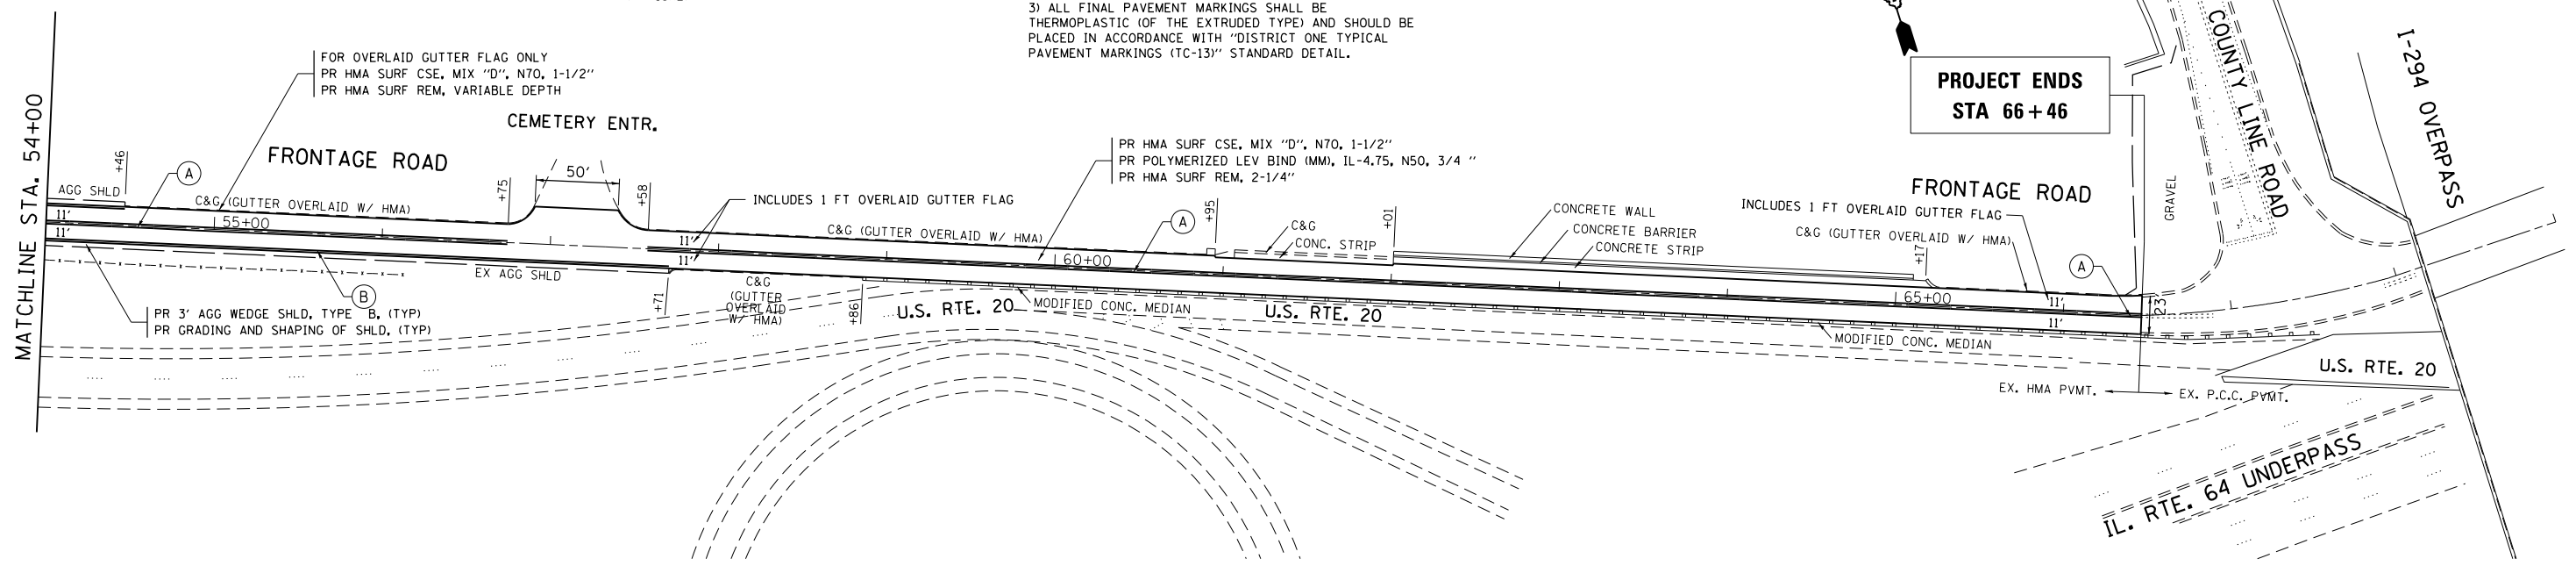 3) ALL FINAL PAVEMENT MARKINGS SHALL BE
THERMOPLASTIC (OF THE EXTRUDED TYPE) AND SHOULD BE
PLACED IN ACCORDANCE WITH "DISTRICT ONE TYPICAL
PAVEMENT MARKINGS (TC-13)" STANDARD DETAIL.
MATCHLINE STA. 54+00
FOR OVERLAID GUTTER FLAG ONLY
PR HMA SURF CSE, MIX "D", N70, 1-1/2"
PR HMA SURF REM, VARIABLE DEPTH
CEMETERY ENTR.
FRONTAGE ROAD
50'
+46
A
AGG SHLD
C&G (GUTTER OVERLAID W/ HMA)
+75
+58
11'
11'
55+00
INCLUDES 1 FT OVERLAID GUTTER FLAG
11'
11'
EX AGG SHLD
B
PR 3' AGG WEDGE SHLD, TYPE B, (TYP)
PR GRADING AND SHAPING OF SHLD, (TYP)
+71
C&G
(GUTTER
OVERLAID
W/ HMA)
+86
PR HMA SURF CSE, MIX "D", N70, 1-1/2"
PR POLYMERIZED LEV BIND (MM), IL-4.75, N50, 3/4 "
PR HMA SURF REM, 2-1/4"
C&G (GUTTER OVERLAID W/ HMA)
60+00
A
+95
C&G
CONC. STRIP
+01
CONCRETE WALL
CONCRETE BARRIER
CONCRETE STRIP
U.S. RTE. 20
MODIFIED CONC. MEDIAN
U.S. RTE. 20
PROJECT ENDS
STA 66+46
FRONTAGE ROAD
INCLUDES 1 FT OVERLAID GUTTER FLAG
C&G (GUTTER OVERLAID W/ HMA)
+17
A
65+00
11'
11'
23'
GRAVEL
MODIFIED CONC. MEDIAN
COUNTY LINE ROAD
I-294 OVERPASS
U.S. RTE. 20
EX. HMA PVMT.
EX. P.C.C. PVMT.
IL. RTE. 64 UNDERPASS